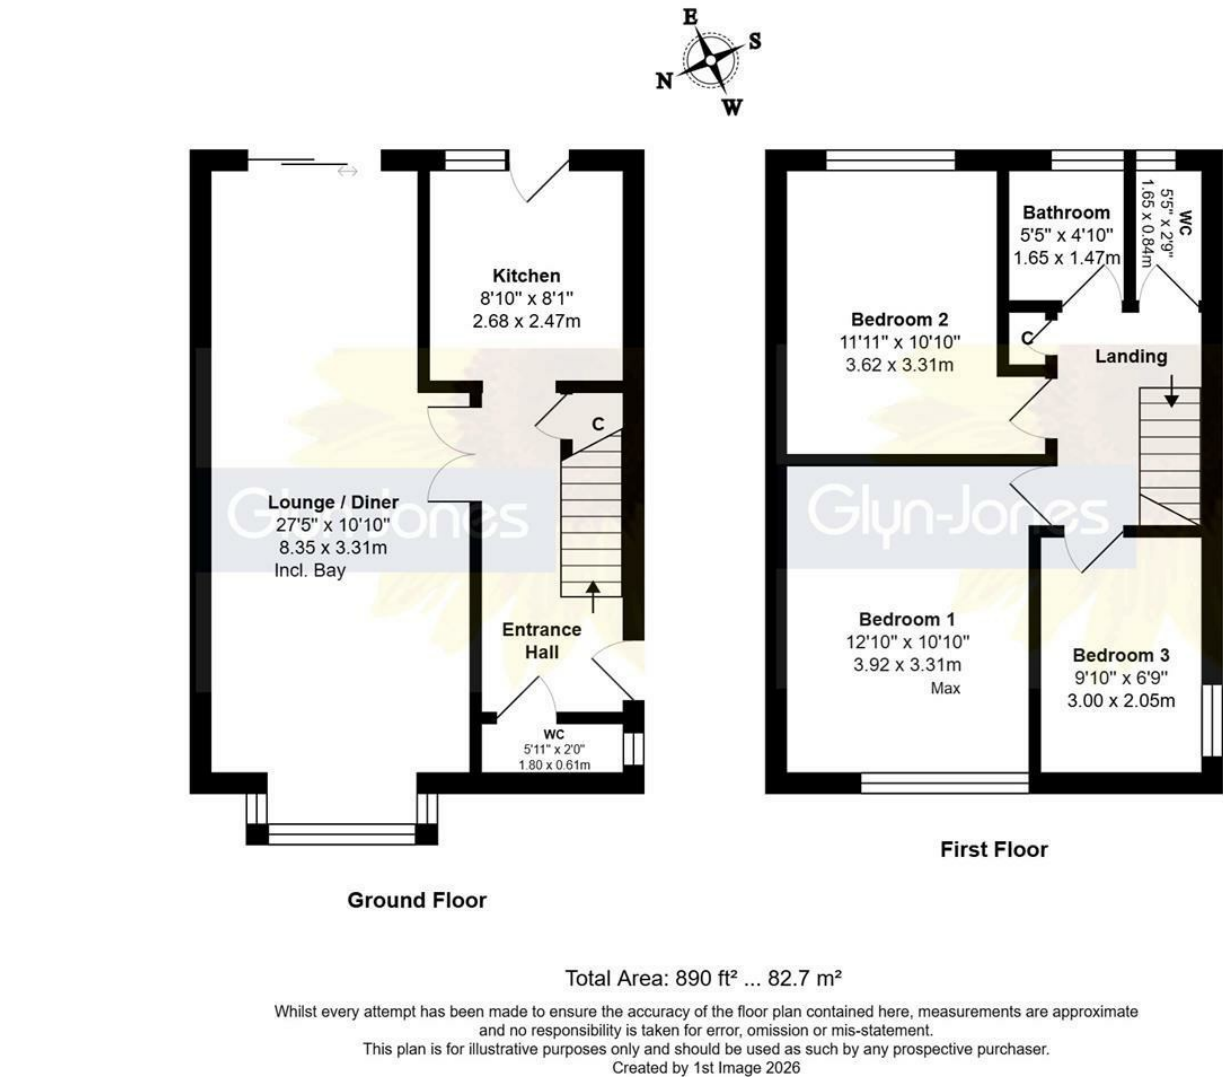 E
S
N
W
Kitchen
8'10" x 8'1"
2.68 x 2.47m
C
Lounge / Diner
27'5" x 10'10"
8.35 x 3.31m
Incl. Bay
Glyn-Jones
Entrance
Hall
WC
5'11" x 2'0"
1.80 x 0.61m
Ground Floor
Bathroom
5'5" x 4'10"
1.65 x 1.47m
WC
5'5" x 2'9"
1.65 x 0.84m
Bedroom 2
11'11" x 10'10"
3.62 x 3.31m
C
Landing
Glyn-Jones
Bedroom 1
12'10" x 10'10"
3.92 x 3.31m
Max
Bedroom 3
9'10" x 6'9"
3.00 x 2.05m
First Floor
Total Area: 890 ft² ... 82.7 m²
Whilst every attempt has been made to ensure the accuracy of the floor plan contained here, measurements are approximate
and no responsibility is taken for error, omission or mis-statement.
This plan is for illustrative purposes only and should be used as such by any prospective purchaser.
Created by 1st Image 2026